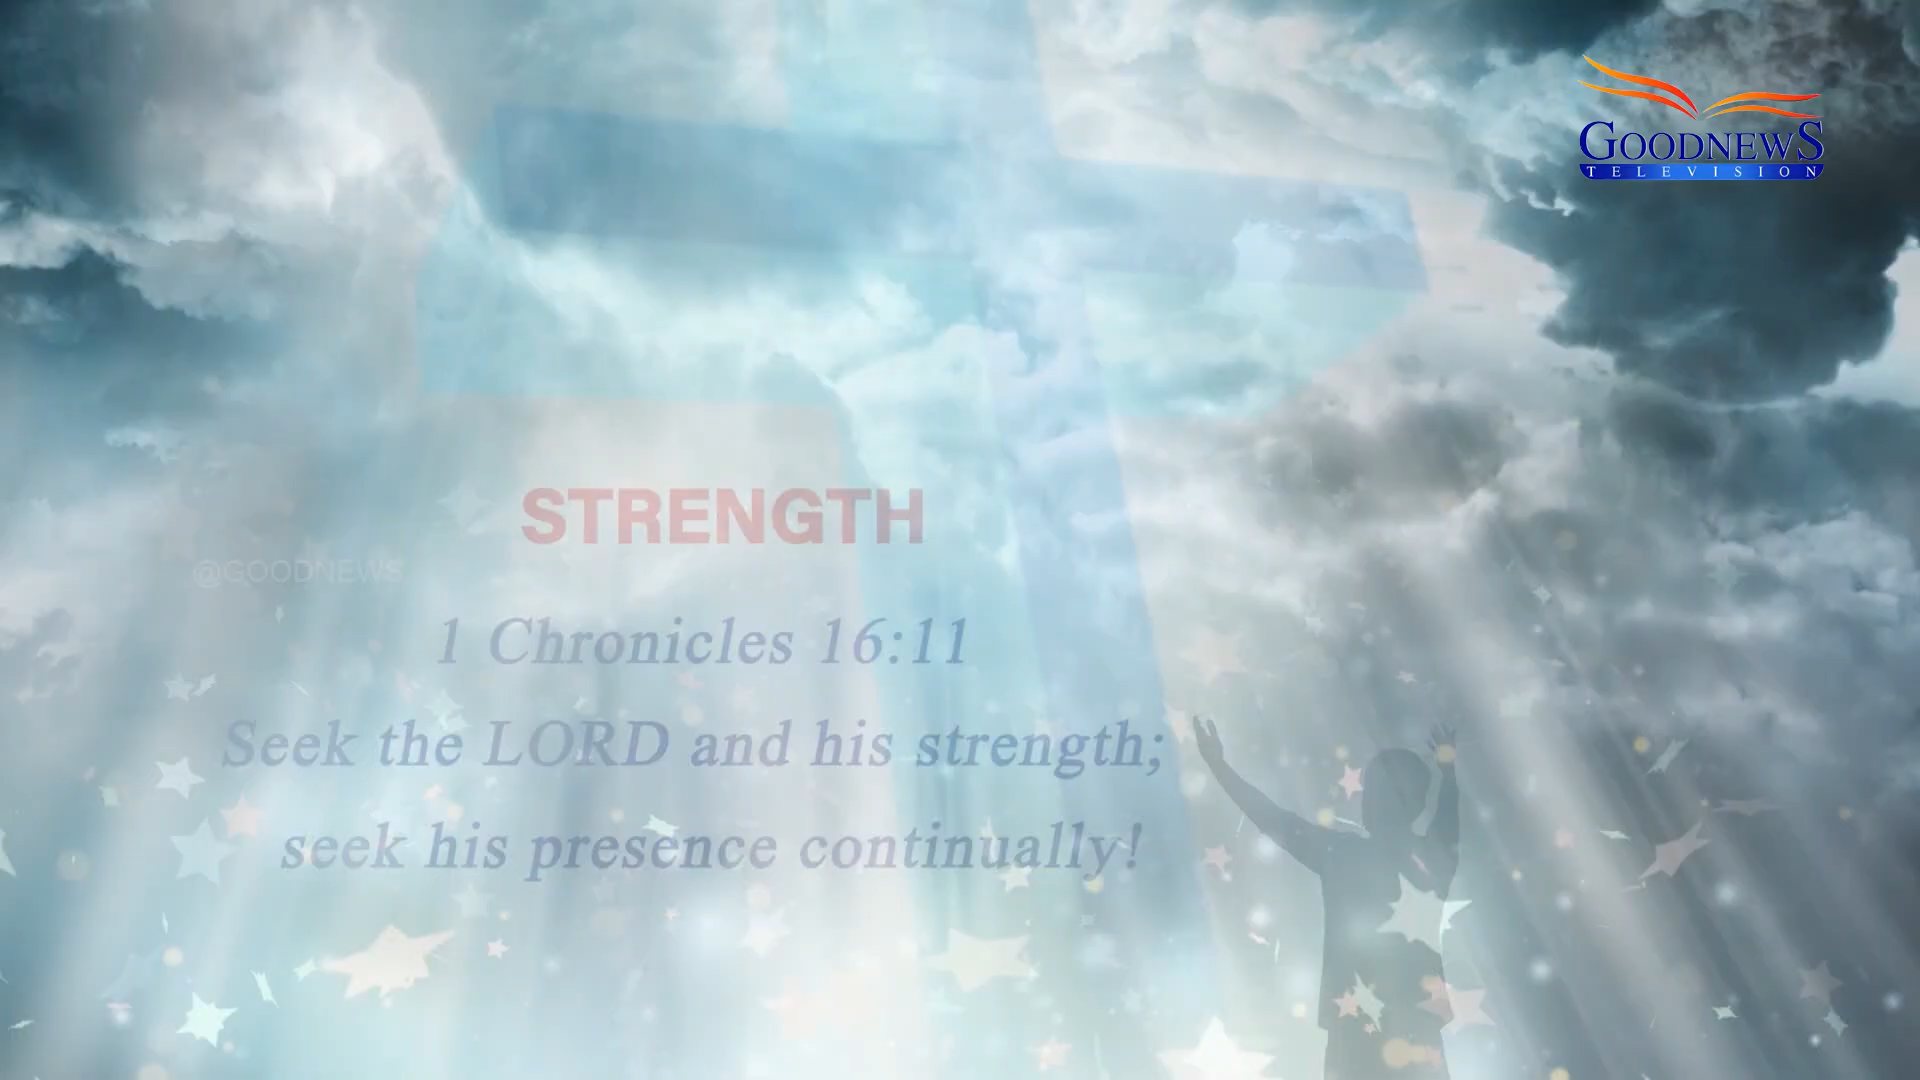 GOODNEWS
TELEVISION
STRENGTH
@GOODNEWS
1 Chronicles 16:11
Seek the LORD and his strength;
seek his presence continually!